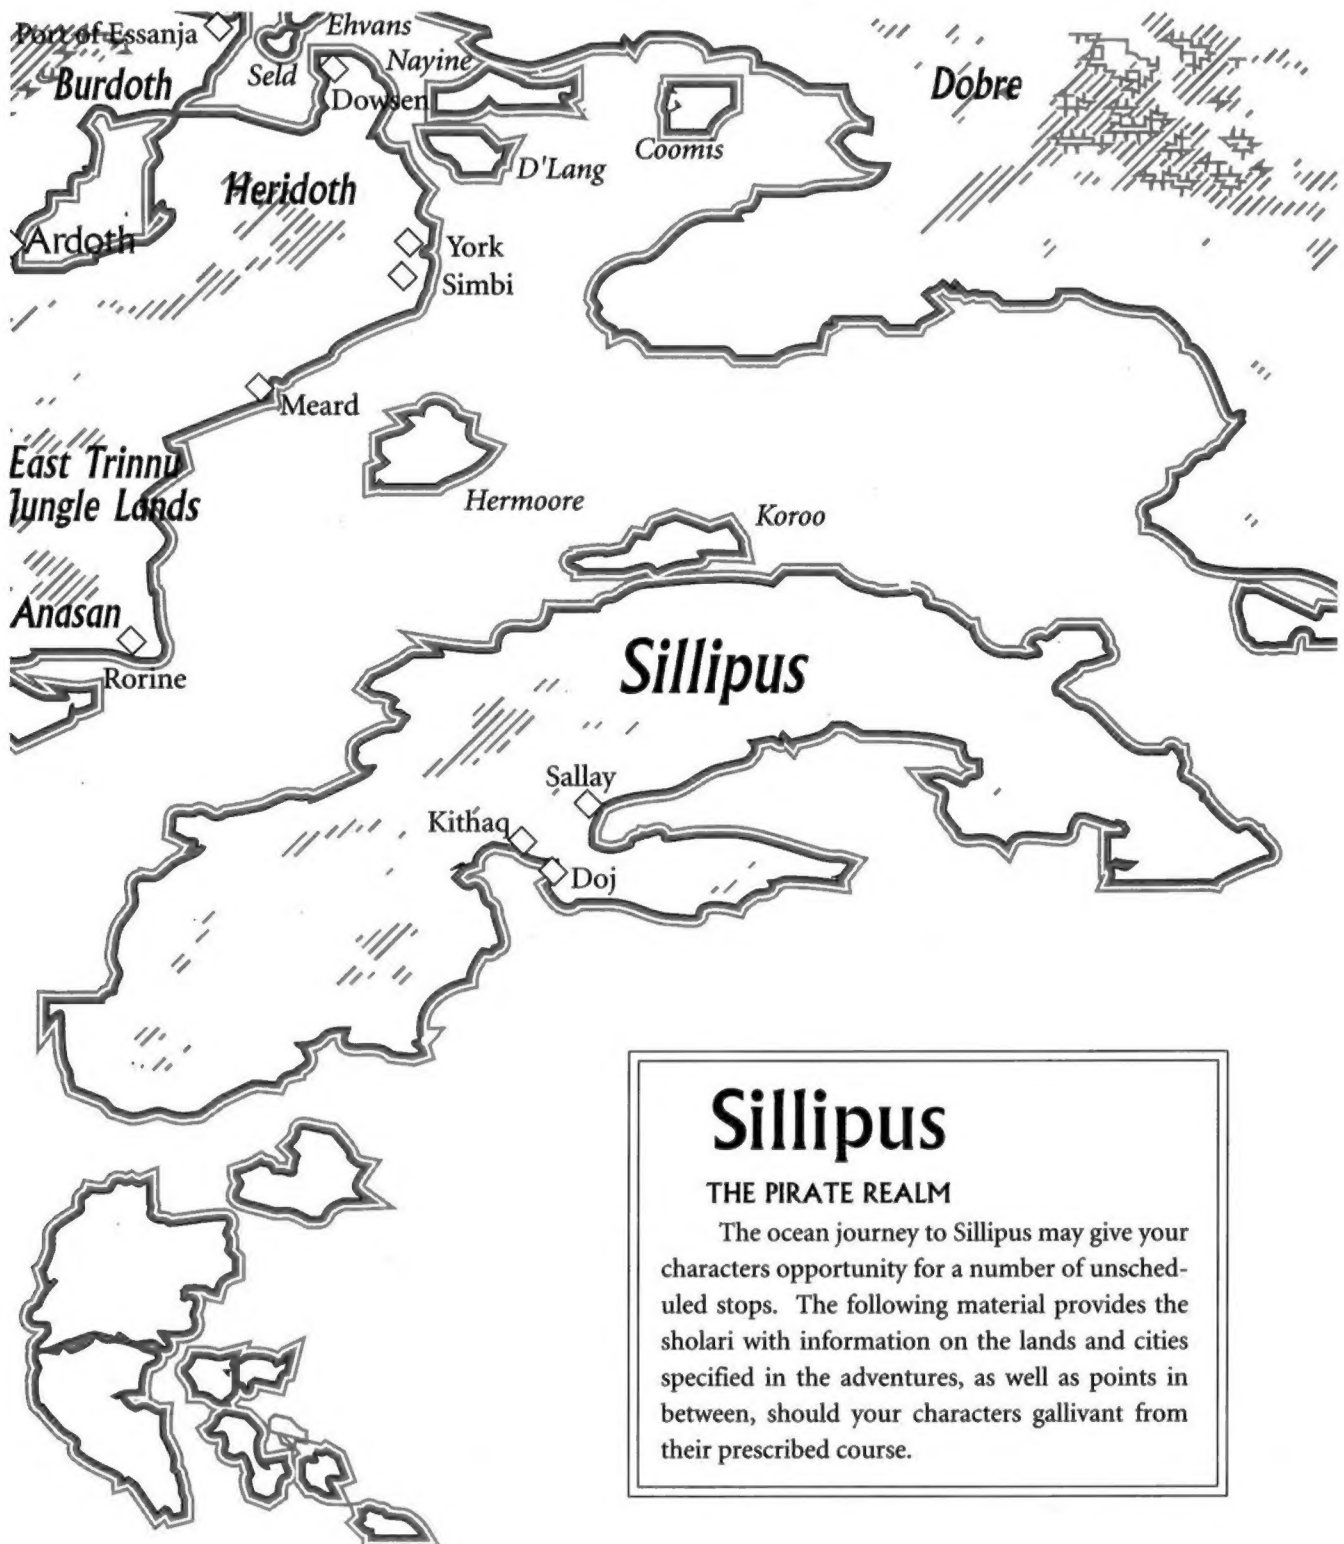 Ehvans
Port of Essanja
Nayine
Seld
Burdoth
Dobre
Dowsen
Coomis
D'Lang
Heridoth
Ardoth
York
Simbi
Meard
East Trinnu
Jungle Lands
Hermoore
Koroo
Anasan
Sillipus
Rorine
Sallay
Kithaq
Doj
Sillipus
THE PIRATE REALM
The ocean journey to Sillipus may give your
characters opportunity for a number of unsched-
uled stops. The following material provides the
sholari with information on the lands and cities
specified in the adventures, as well as points in
between, should your characters gallivant from
their prescribed course.